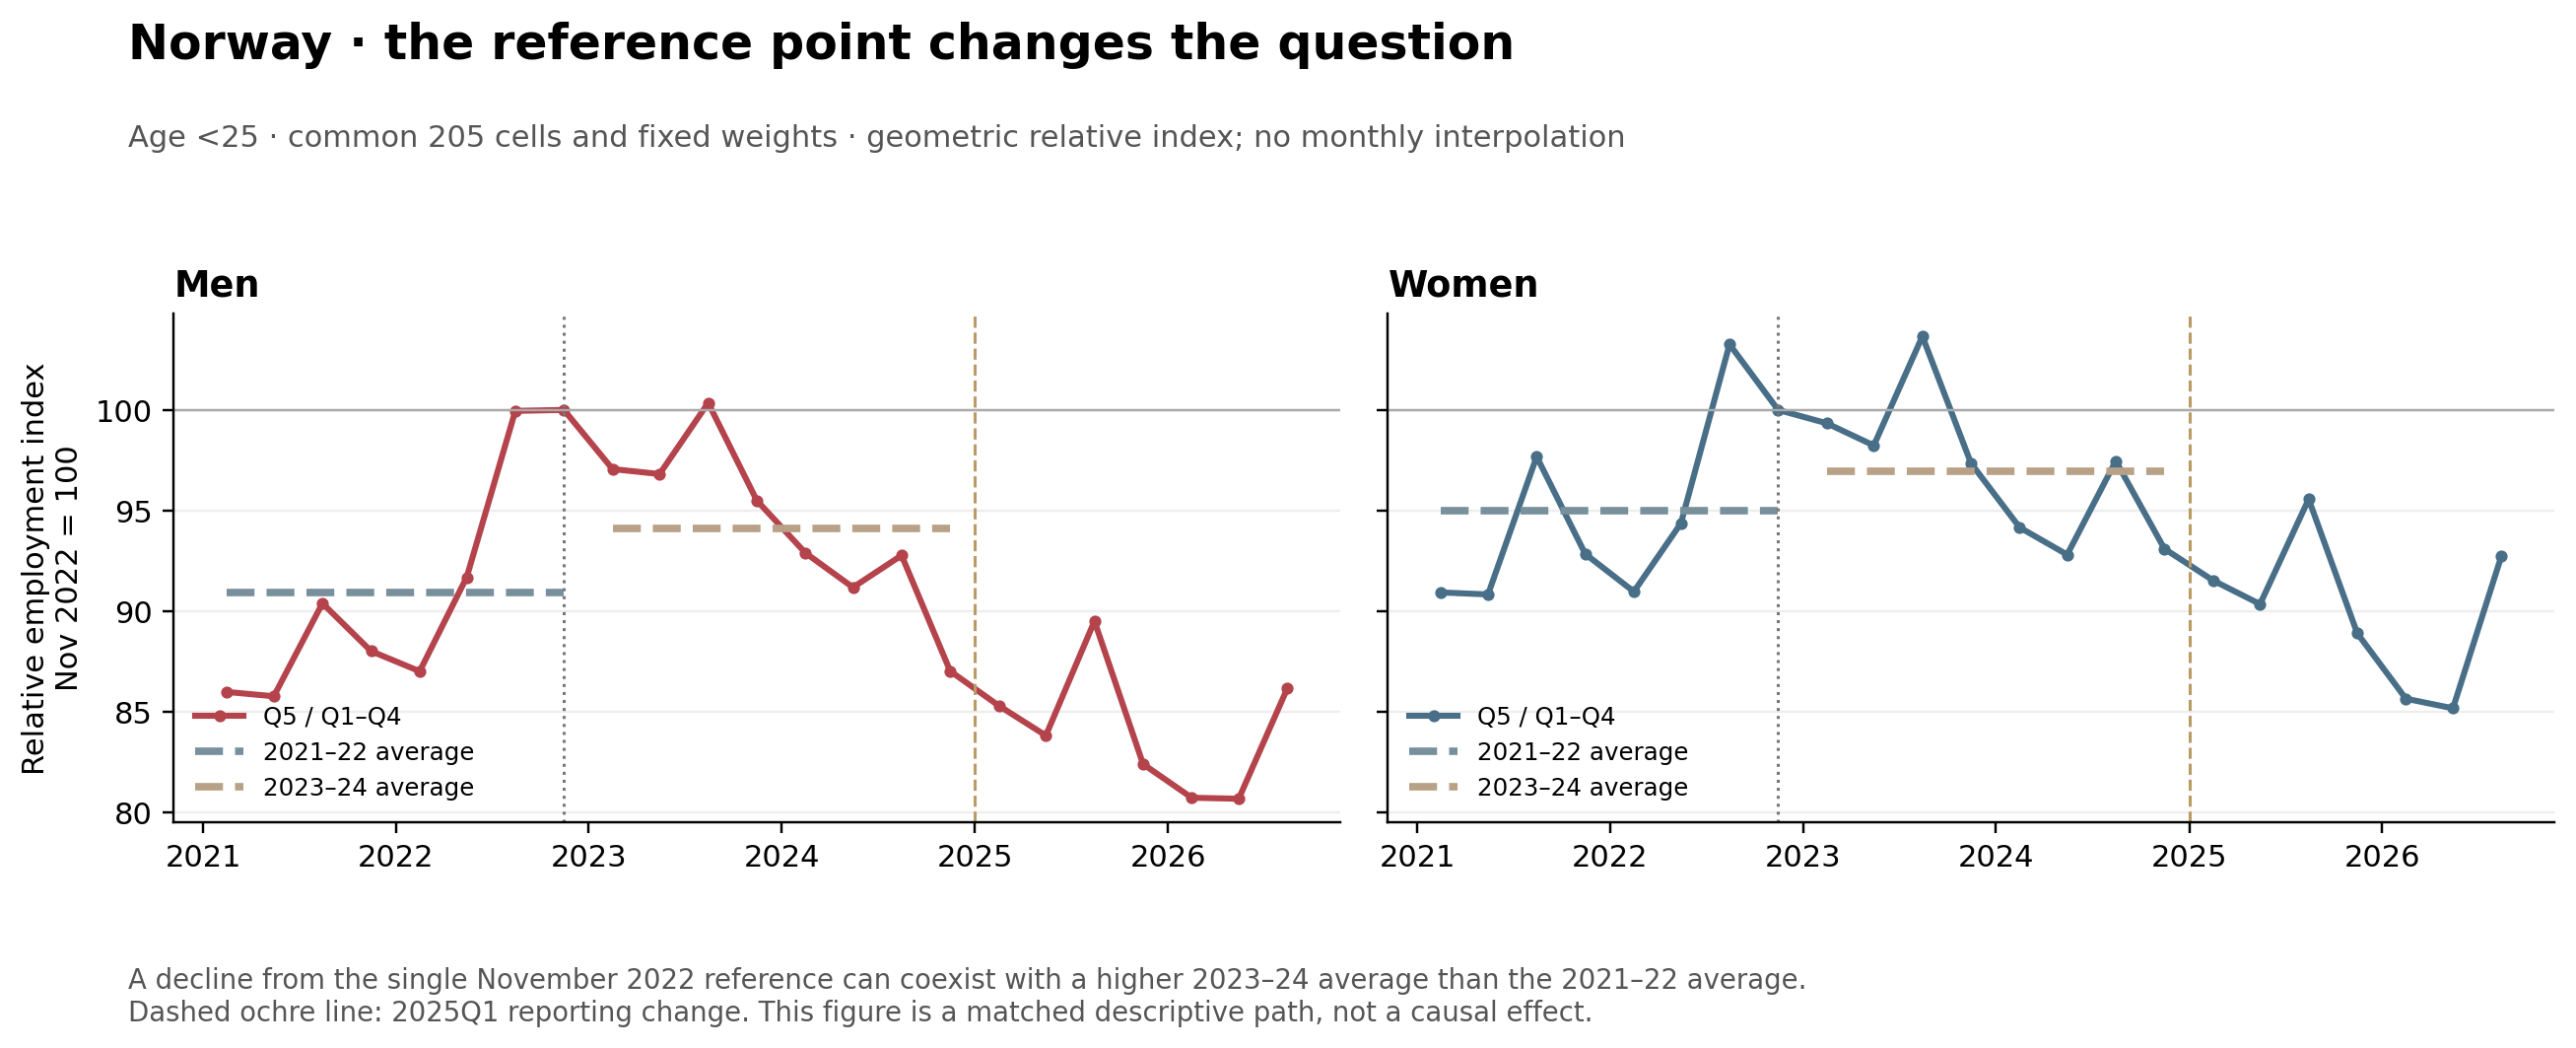 Norway · the reference point changes the question
Age <25 · common 205 cells and fixed weights · geometric relative index; no monthly interpolation
Men
Relative employment index
Nov 2022 = 100
100
95
90
85
80
Q5 / Q1–Q4
2021–22 average
2023–24 average
2021
2022
2023
2024
2025
2026
Women
Q5 / Q1–Q4
2021–22 average
2023–24 average
2021
2022
2023
2024
2025
2026
A decline from the single November 2022 reference can coexist with a higher 2023–24 average than the 2021–22 average.
Dashed ochre line: 2025Q1 reporting change. This figure is a matched descriptive path, not a causal effect.